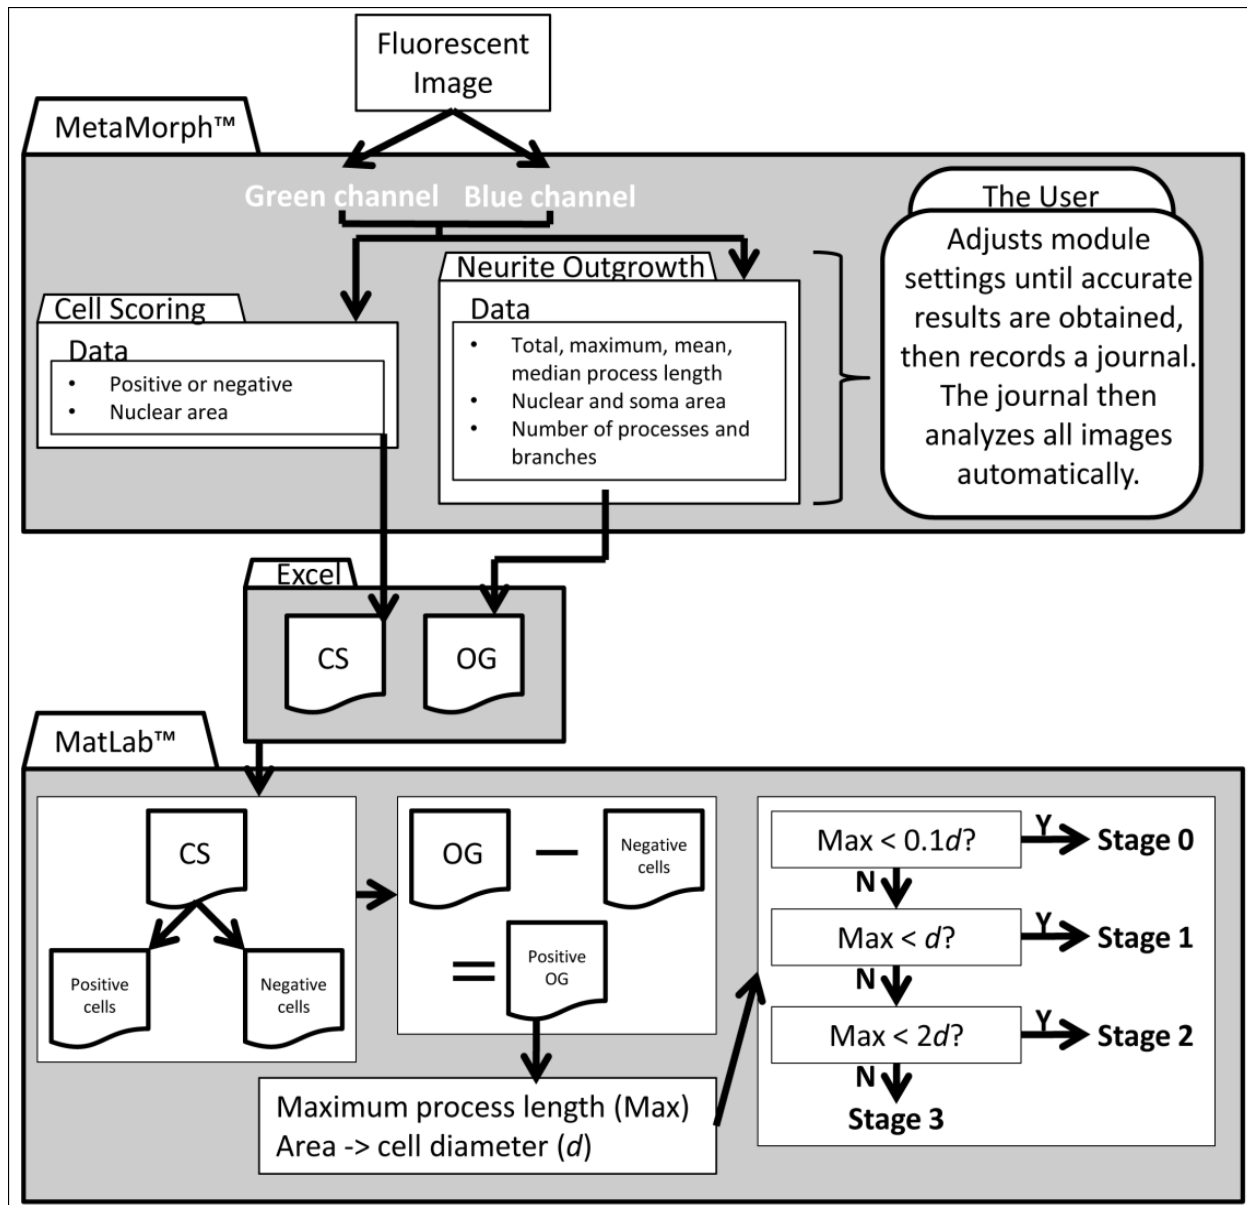 Fluorescent
Image
MetaMorph™
Green channel
Blue channel
The User
Adjusts module
settings until accurate
results are obtained,
then records a journal.
The journal then
analyzes all images
automatically.
Cell Scoring
Data
• Positive or negative
• Nuclear area
Neurite Outgrowth
Data
• Total, maximum, mean,
median process length
• Nuclear and soma area
• Number of processes and
branches
Excel
CS
OG
MatLab™
CS
Positive
cells
Negative
cells
OG
−
Negative
cells
=
Positive
OG
Maximum process length (Max)
Area -> cell diameter (d)
Max < 0.1d?
Y
Stage 0
N
Max < d?
Y
Stage 1
N
Max < 2d?
Y
Stage 2
N
Stage 3